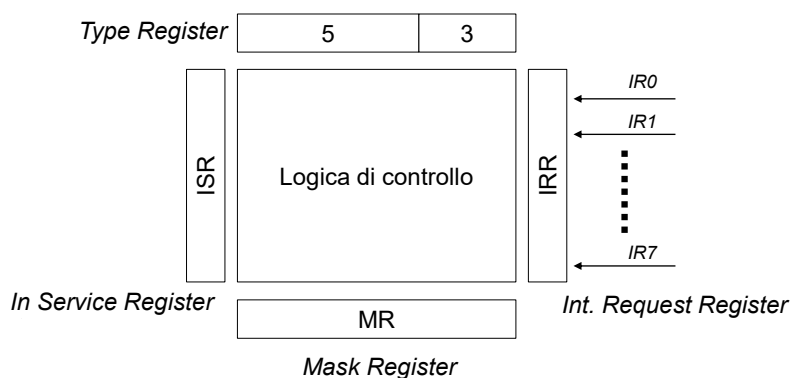 Type Register
5
3
ISR
Logica di controllo
IRR
IR0
IR1
IR7
In Service Register
Int. Request Register
MR
Mask Register